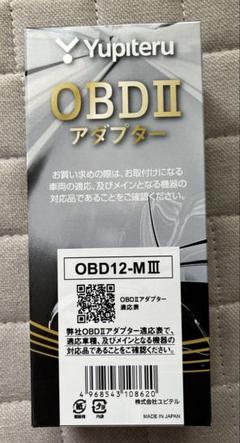 Yupiteru
OBDⅡ
アダプター
お買い求めの際は、お取付けになる
車両の適応、及びメインとなる機器の
対応品であることをご確認ください。
OBD12-MⅢ
OBDⅡアダプター
適応表
弊社OBDⅡアダプター適応表で、
適応車種、及びメインとなる機器の
対応品であることをご確認ください。
4 968543 108620
株式会社ユピテル
MADE IN JAPAN